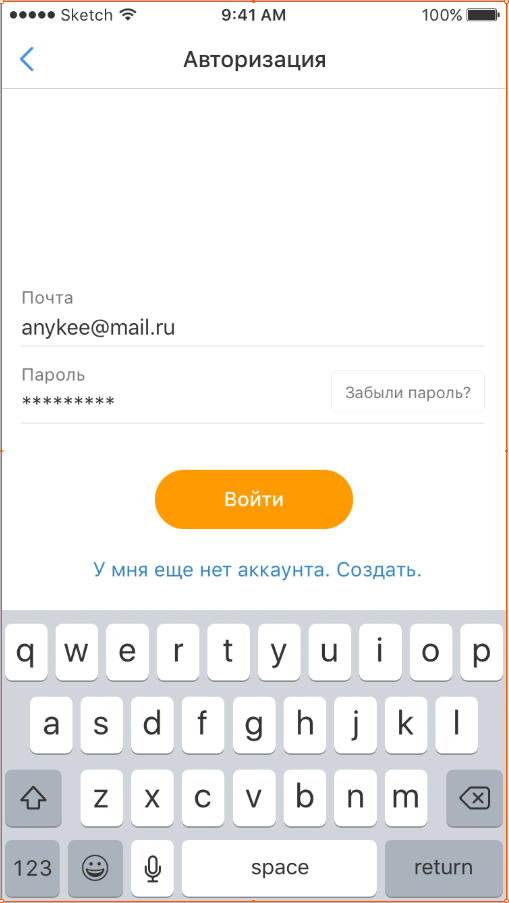 Sketch 9:41 AM 100%
Авторизация
Почта
anykee@mail.ru
Пароль
*********
Забыли пароль?
Войти
У меня еще нет аккаунта. Создать.
q w e r t y u i o p
a s d f g h j k l
z x c v b n m
123 space return